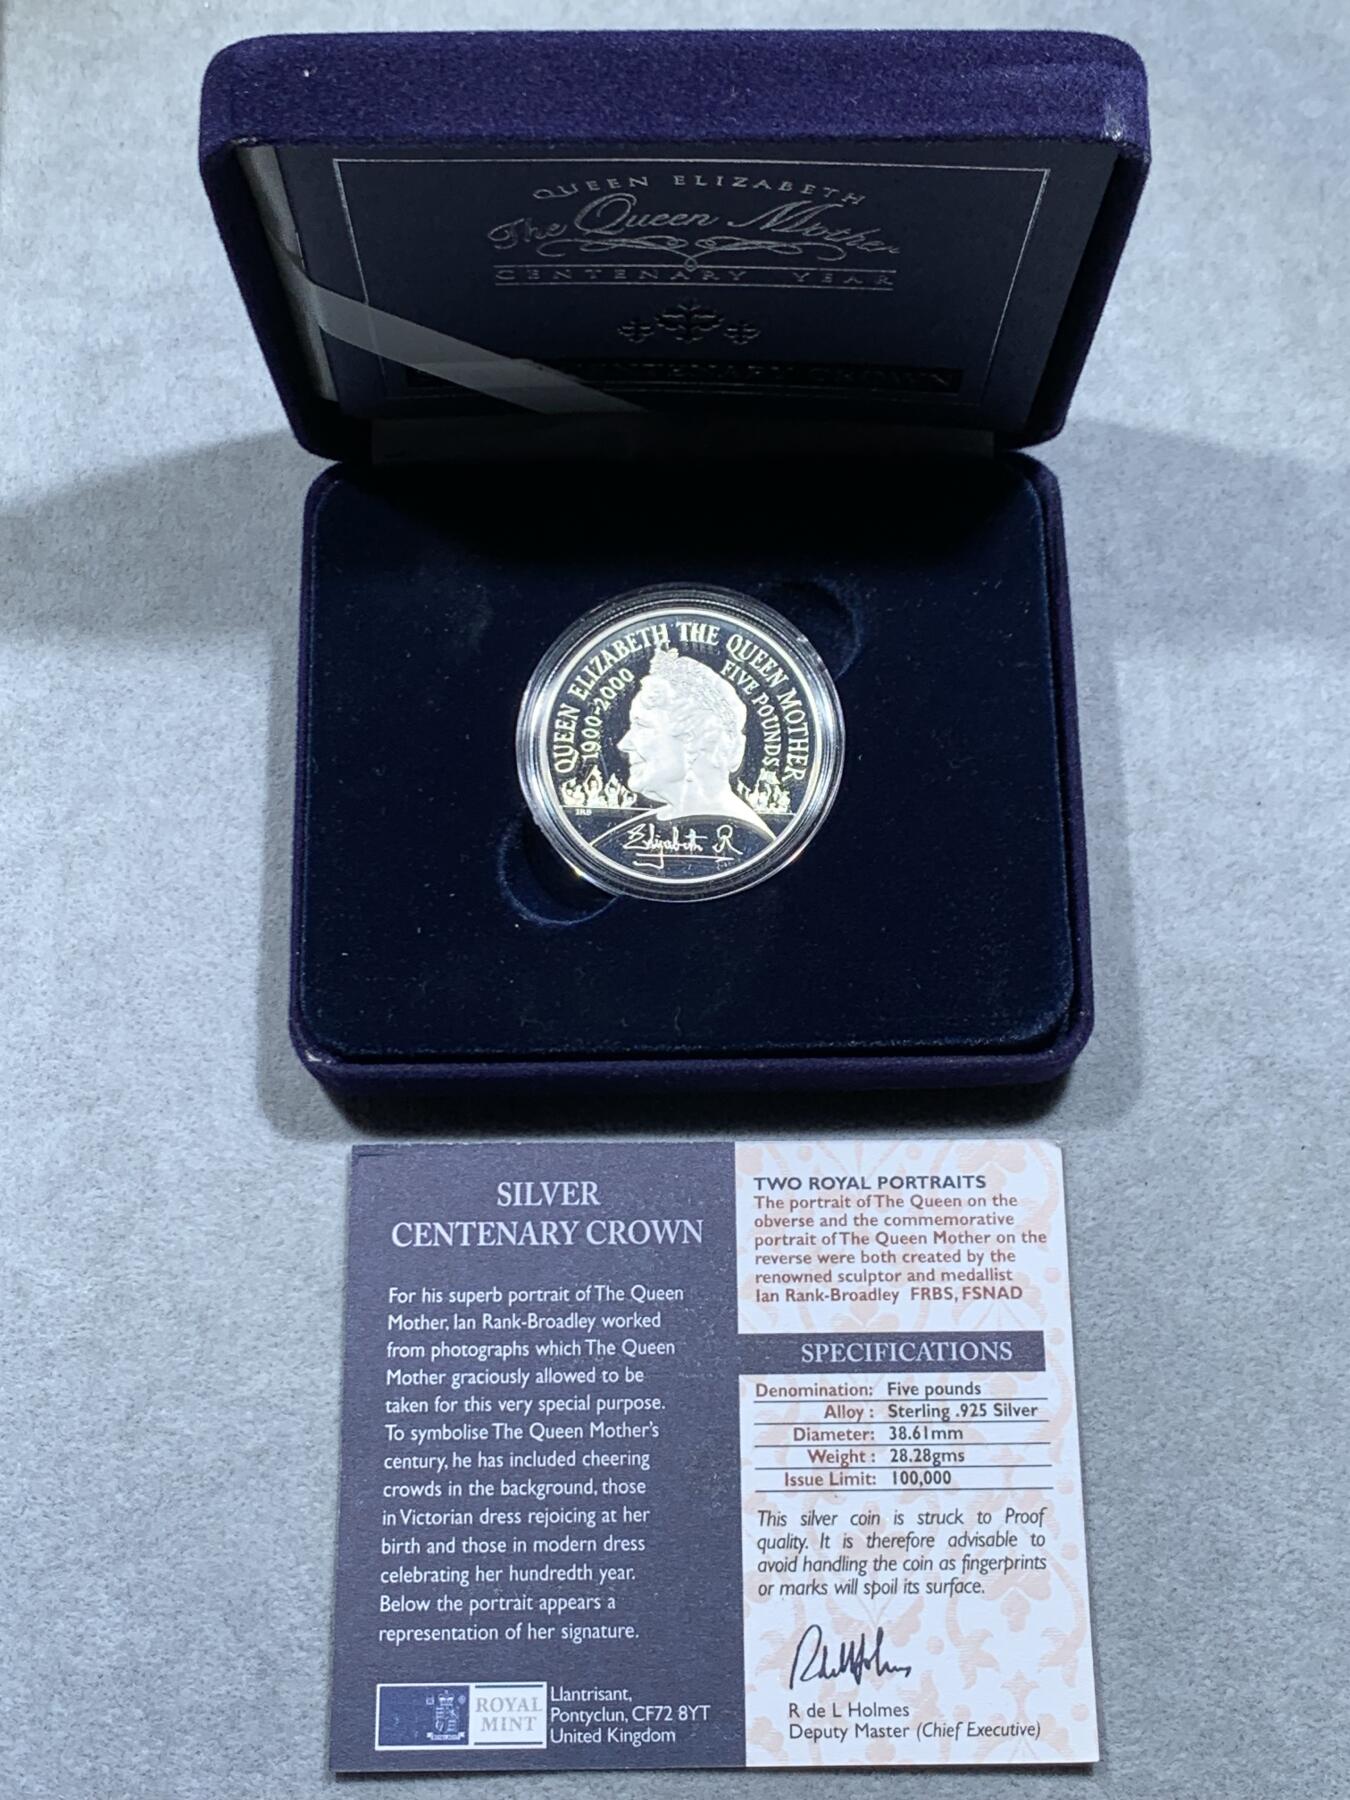 QUEEN ELIZABETH
The Queen Mother
CENTENARY YEAR
CENTENARY CROWN
QUEEN ELIZABETH THE QUEEN MOTHER
1900-2000
FIVE POUNDS
IRB
Elizabeth R
SILVER
CENTENARY CROWN
For his superb portrait of The Queen
Mother, Ian Rank-Broadley worked
from photographs which The Queen
Mother graciously allowed to be
taken for this very special purpose.
To symbolise The Queen Mother's
century, he has included cheering
crowds in the background, those
in Victorian dress rejoicing at her
birth and those in modern dress
celebrating her hundredth year.
Below the portrait appears a
representation of her signature.
ROYAL
MINT
Llantrisant,
Pontyclun, CF72 8YT
United Kingdom
TWO ROYAL PORTRAITS
The portrait of The Queen on the
obverse and the commemorative
portrait of The Queen Mother on the
reverse were both created by the
renowned sculptor and medallist
Ian Rank-Broadley FRBS, FSNAD
SPECIFICATIONS
Denomination: Five pounds
Alloy : Sterling .925 Silver
Diameter: 38.61mm
Weight : 28.28gms
Issue Limit: 100,000
This silver coin is struck to Proof
quality. It is therefore advisable to
avoid handling the coin as fingerprints
or marks will spoil its surface.
R de L Holmes
Deputy Master (Chief Executive)